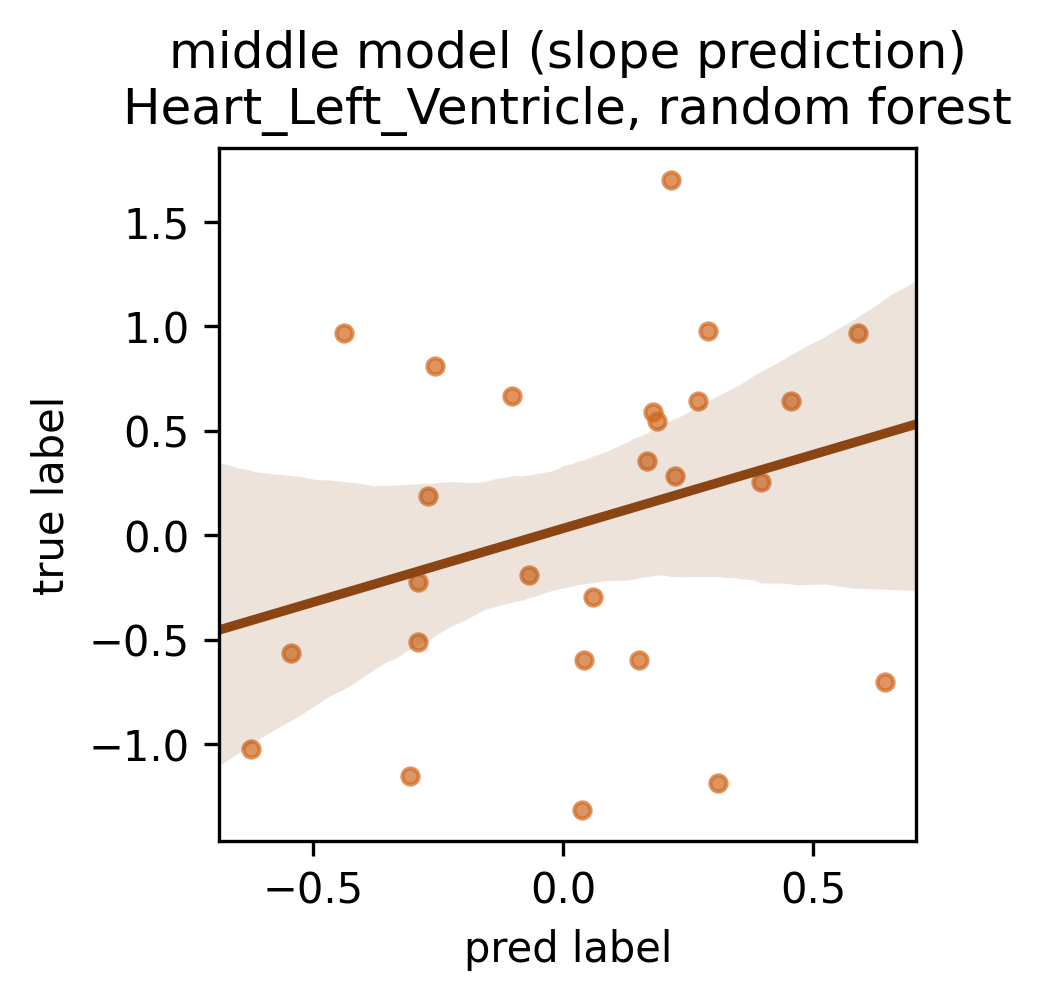 middle model (slope prediction)
Heart_Left_Ventricle, random forest
1.5
1.0
0.5
0.0
−0.5
−1.0
true label
−0.5 0.0 0.5
pred label